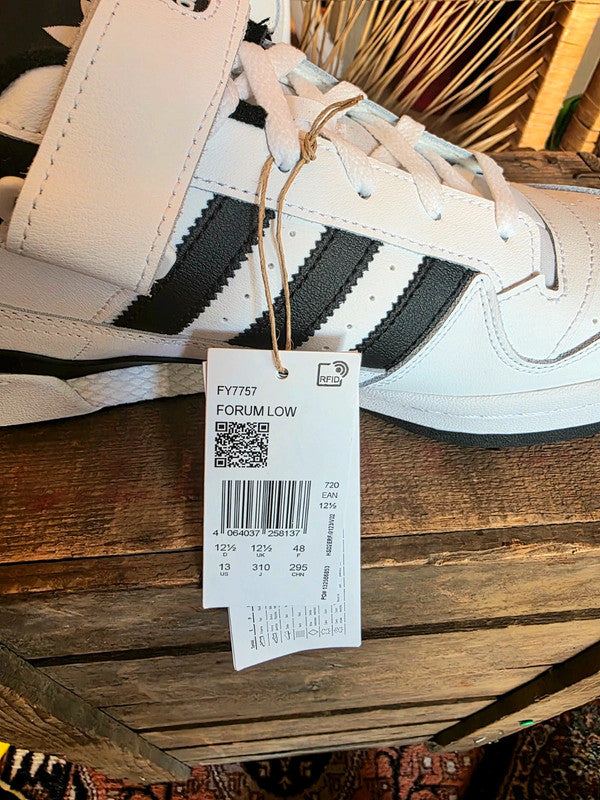 RFID
FY7757
FORUM LOW
720
EAN
12½
4 064037 258137
12½ 12½ 48
D UK F
13 310 295
US J CHN